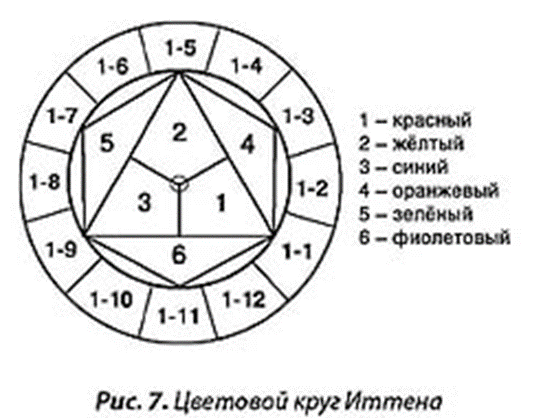 1-5
1-6
1-4
1-7
1-3
5
2
4
1-8
1-2
3
1
1-9
6
1-1
1-10
1-11
1-12
1 – красный
2 – жёлтый
3 – синий
4 – оранжевый
5 – зелёный
6 – фиолетовый
Рис. 7. Цветовой круг Иттена